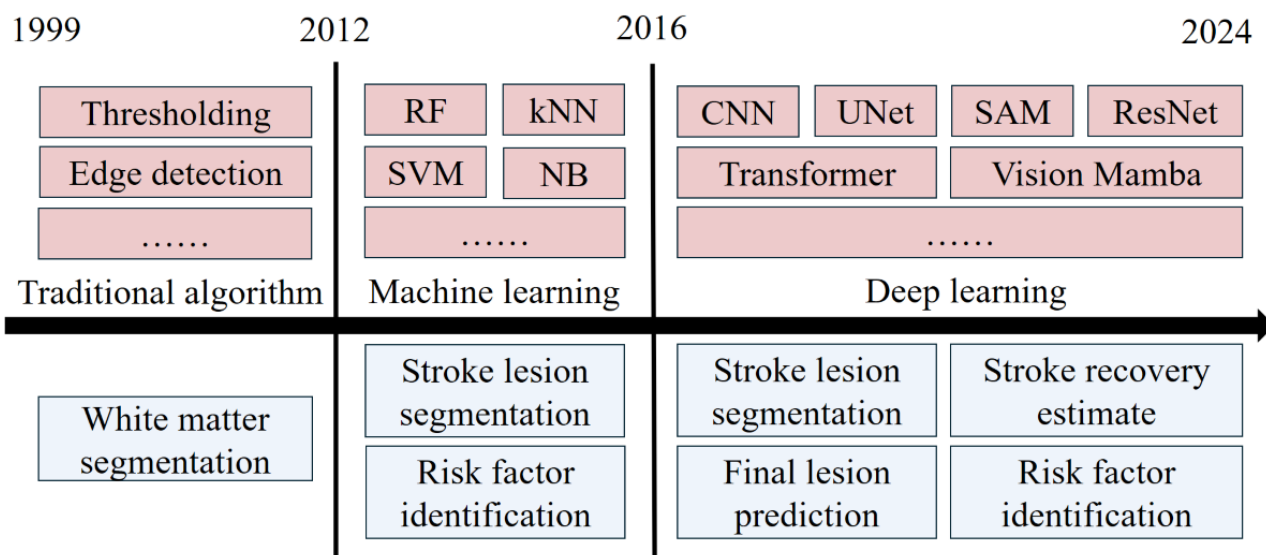 1999
2012
2016
2024
Thresholding
Edge detection
......
RF
kNN
SVM
NB
......
CNN
UNet
SAM
ResNet
Transformer
Vision Mamba
......
Traditional algorithm
Machine learning
Deep learning
White matter
segmentation
Stroke lesion
segmentation
Risk factor
identification
Stroke lesion
segmentation
Stroke recovery
estimate
Final lesion
prediction
Risk factor
identification